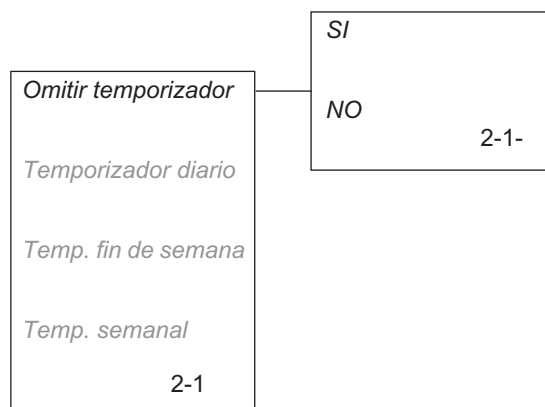 Omitir temporizador
Temporizador diario
Temp. fin de semana
Temp. semanal
2-1
SI
NO
2-1-